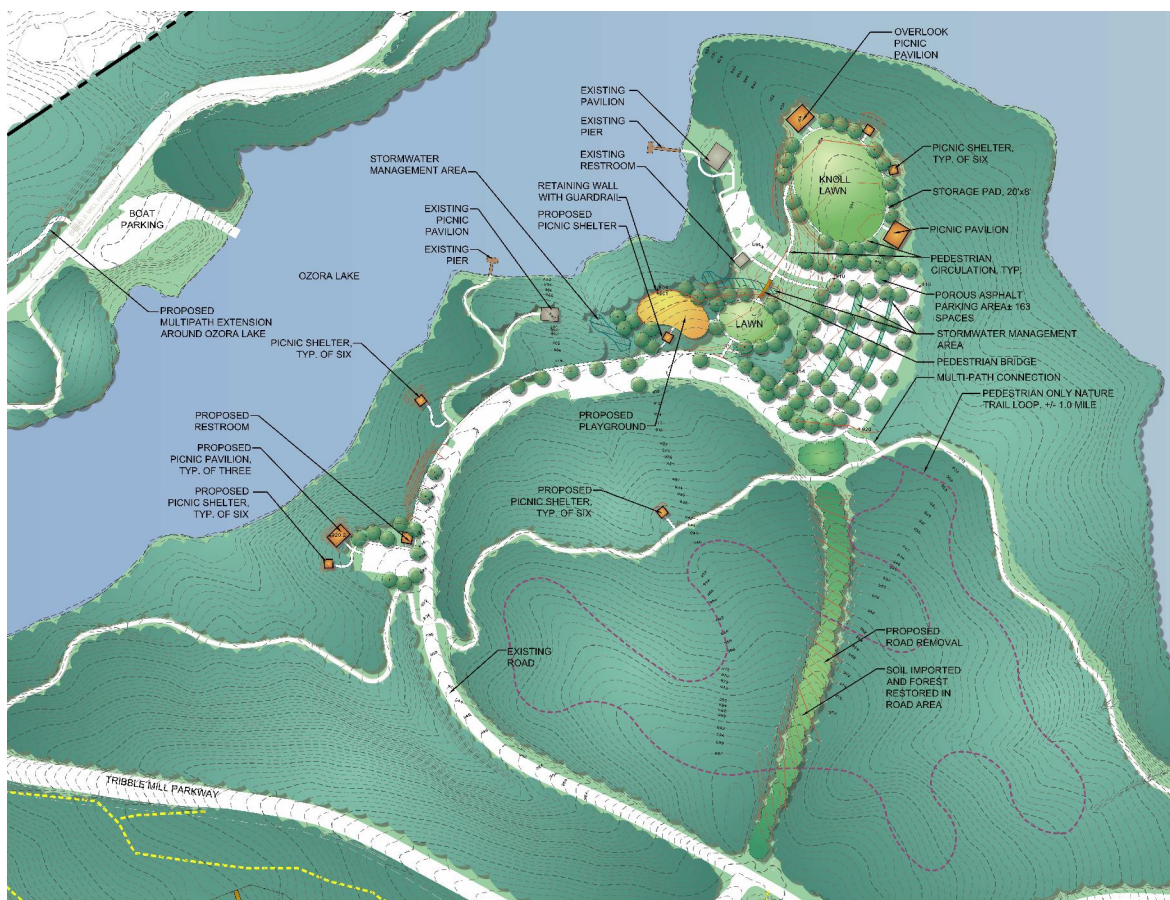 OVERLOOK
PICNIC
PAVILION
EXISTING
PAVILION
EXISTING
PIER
EXISTING
RESTROOM
STORMWATER
MANAGEMENT AREA
RETAINING WALL
WITH GUARDRAIL
PROPOSED
PICNIC SHELTER
EXISTING
PICNIC
PAVILION
EXISTING
PIER
KNOLL
LAWN
PICNIC SHELTER,
TYP. OF SIX
STORAGE PAD, 20'x8'
PICNIC PAVILION
PEDESTRIAN
CIRCULATION, TYP.
POROUS ASPHALT
PARKING AREA± 163
SPACES
STORMWATER MANAGEMENT
AREA
PEDESTRIAN BRIDGE
MULTI-PATH CONNECTION
PEDESTRIAN ONLY NATURE
TRAIL LOOP, +/- 1.0 MILE
BOAT
PARKING
OZORA LAKE
PROPOSED
MULTIPATH EXTENSION
AROUND OZORA LAKE
PICNIC SHELTER,
TYP. OF SIX
LAWN
PROPOSED
PLAYGROUND
PROPOSED
RESTROOM
PROPOSED
PICNIC PAVILION,
TYP. OF THREE
PROPOSED
PICNIC SHELTER,
TYP. OF SIX
PROPOSED
PICNIC SHELTER,
TYP. OF SIX
EXISTING
ROAD
PROPOSED
ROAD REMOVAL
SOIL IMPORTED
AND FOREST
RESTORED IN
ROAD AREA
TRIBBLE MILL PARKWAY